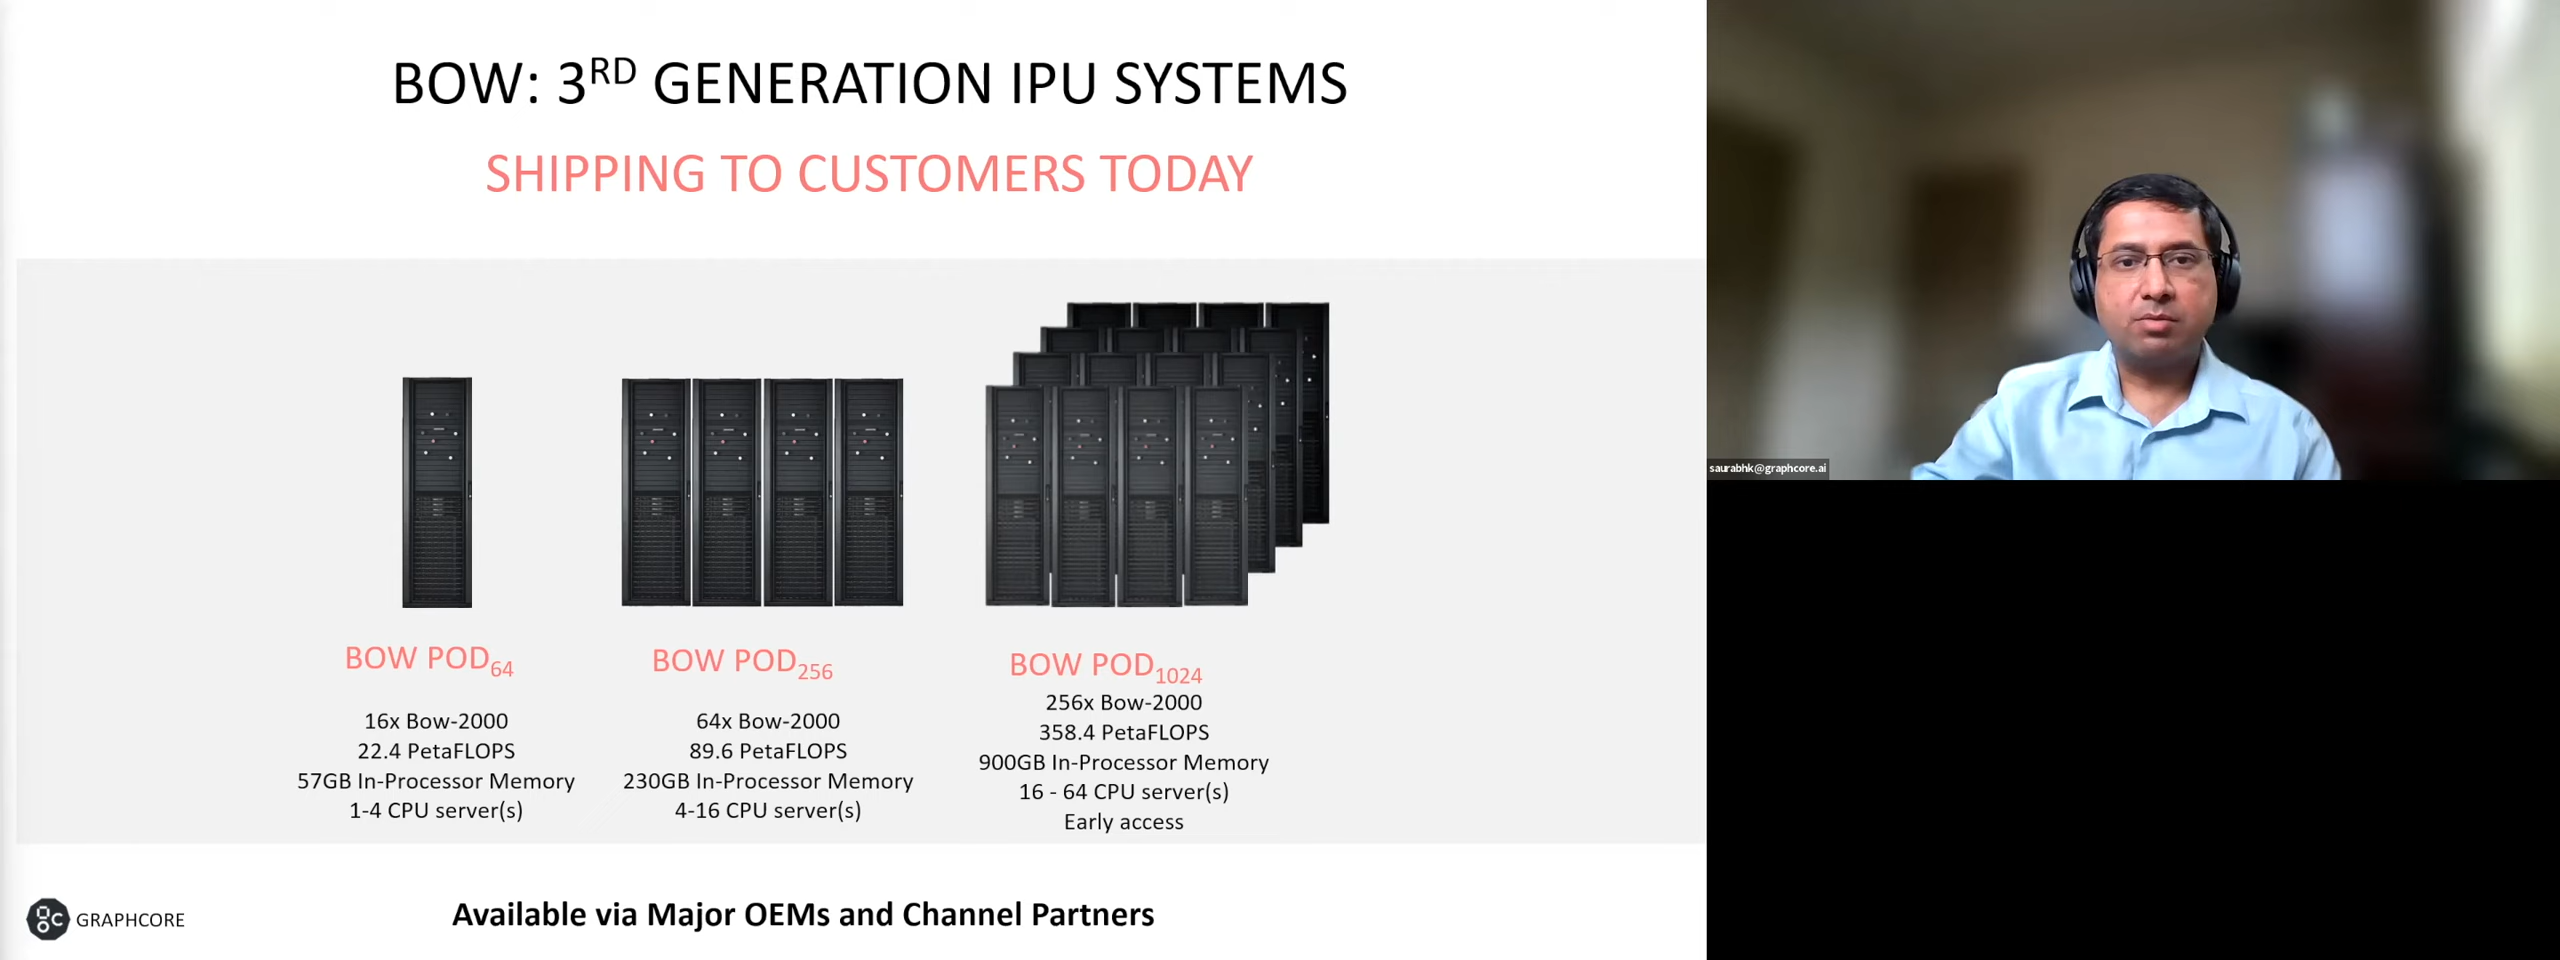 BOW: 3RD GENERATION IPU SYSTEMS
SHIPPING TO CUSTOMERS TODAY
BOW POD64
16x Bow-2000
22.4 PetaFLOPS
57GB In-Processor Memory
1-4 CPU server(s)
BOW POD256
64x Bow-2000
89.6 PetaFLOPS
230GB In-Processor Memory
4-16 CPU server(s)
BOW POD1024
256x Bow-2000
358.4 PetaFLOPS
900GB In-Processor Memory
16 - 64 CPU server(s)
Early access
GC GRAPHCORE
Available via Major OEMs and Channel Partners
saurabhk@graphcore.ai